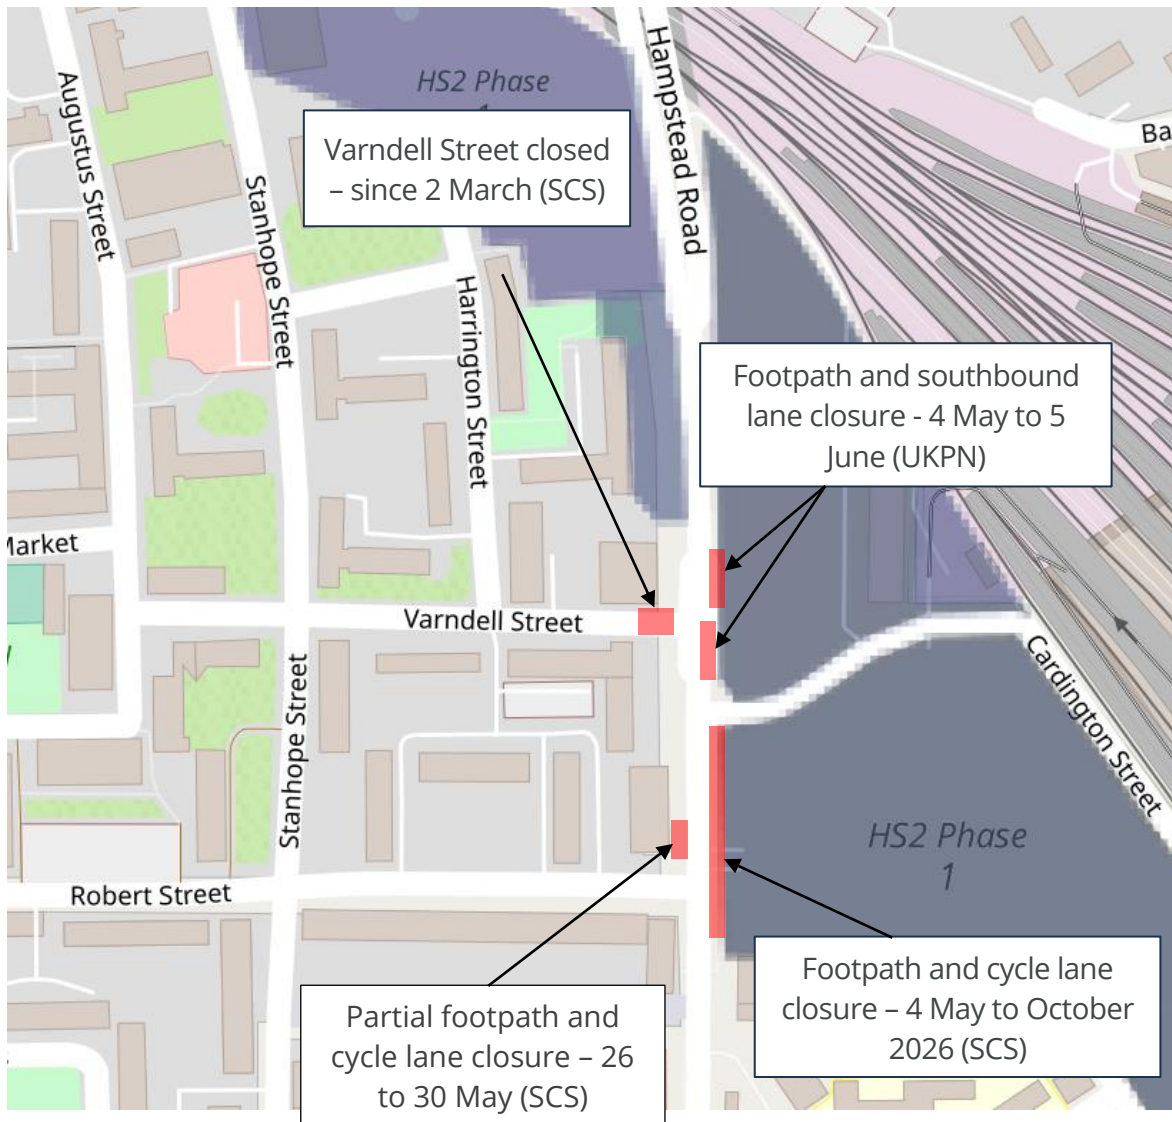 HS2 Phase
Hampstead Road
Augustus Street
Ba
Varndell Street closed
– since 2 March (SCS)
Stanhope Street
Harrington Street
Footpath and southbound
lane closure - 4 May to 5
June (UKPN)
Market
Varndell Street
Cardington Street
Stanhope Street
HS2 Phase
1
Robert Street
Footpath and cycle lane
closure – 4 May to October
2026 (SCS)
Partial footpath and
cycle lane closure – 26
to 30 May (SCS)